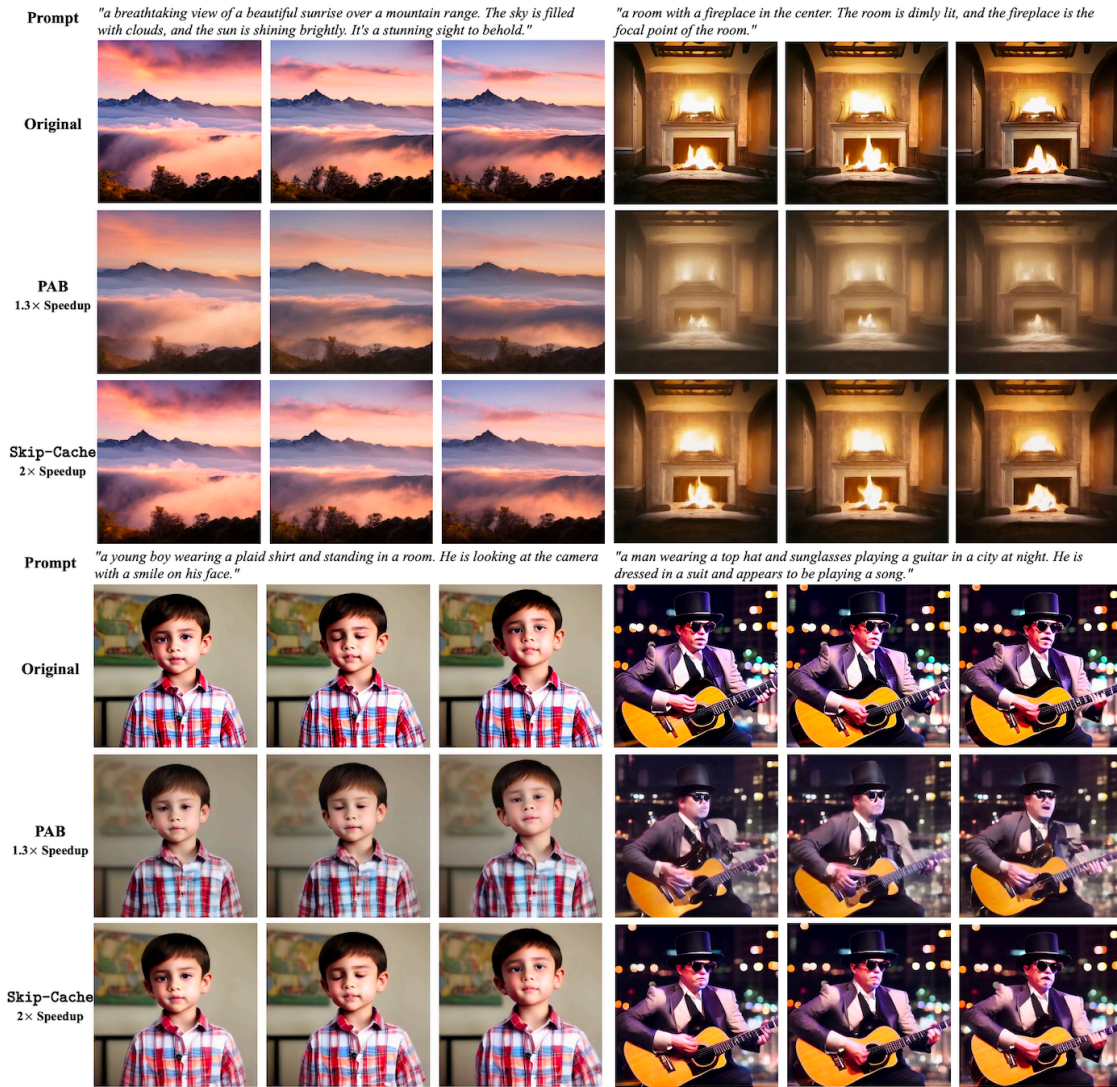 Prompt
"a breathtaking view of a beautiful sunrise over a mountain range. The sky is filled
with clouds, and the sun is shining brightly. It's a stunning sight to behold."
"a room with a fireplace in the center. The room is dimly lit, and the fireplace is the
focal point of the room."
Original
PAB
1.3× Speedup
Skip-Cache
2× Speedup
Prompt
"a young boy wearing a plaid shirt and standing in a room. He is looking at the camera
with a smile on his face."
"a man wearing a top hat and sunglasses playing a guitar in a city at night. He is
dressed in a suit and appears to be playing a song."
Original
PAB
1.3× Speedup
Skip-Cache
2× Speedup